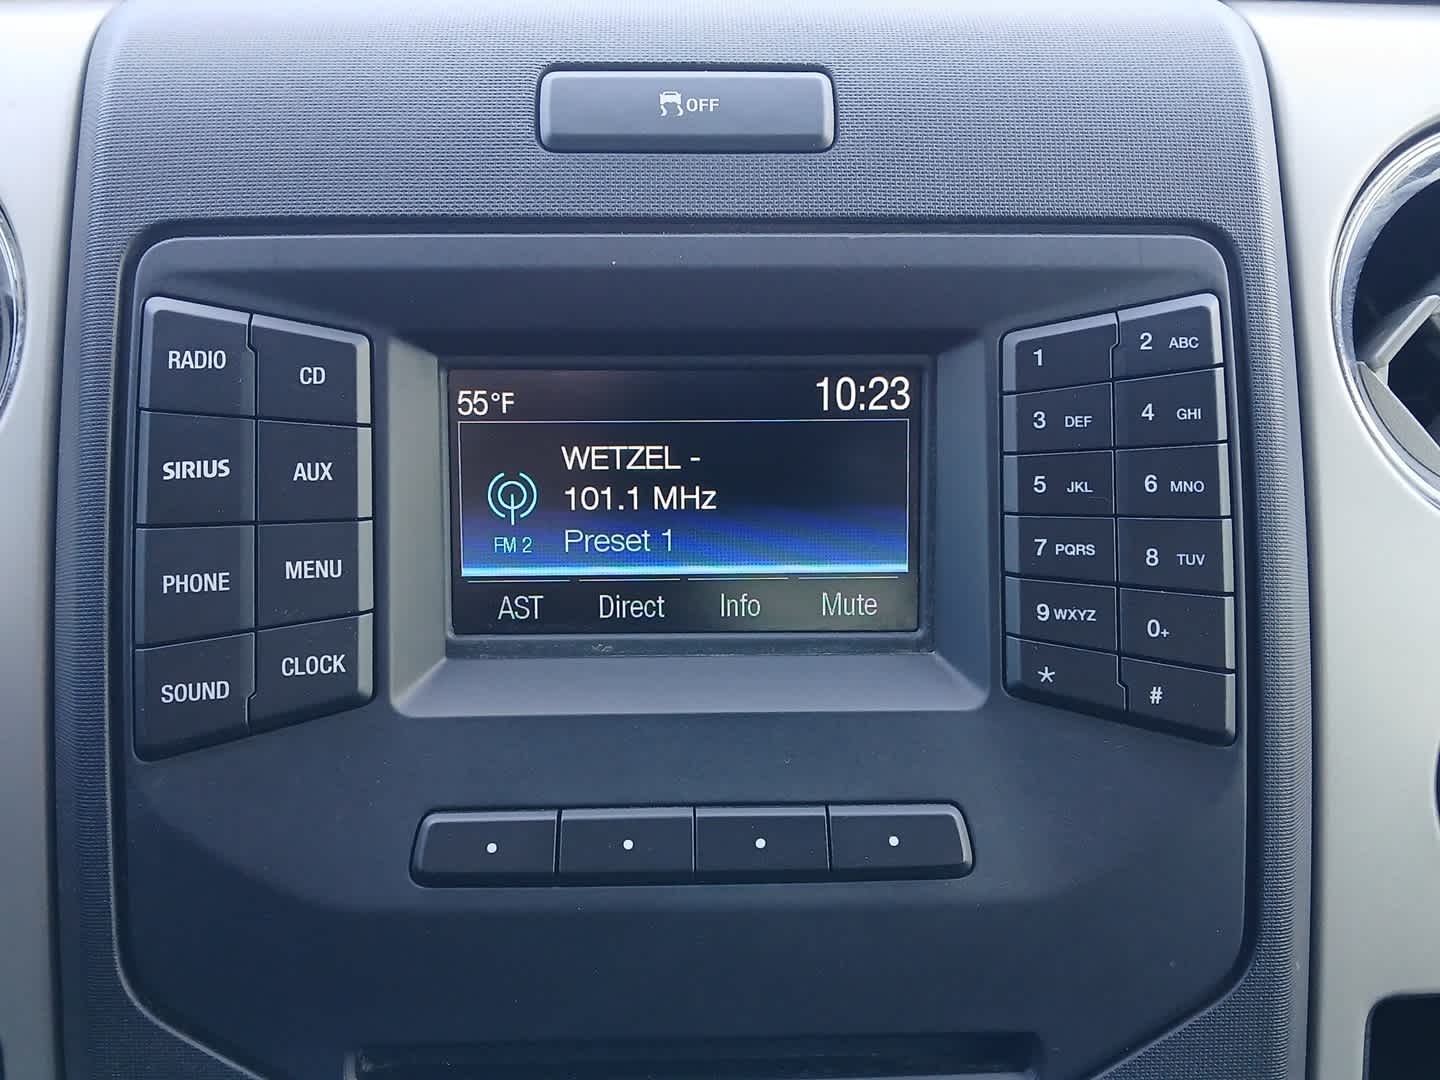 OFF
RADIO
CD
SIRIUS
AUX
PHONE
MENU
SOUND
CLOCK
55°F
10:23
WETZEL -
101.1 MHz
FM 2
Preset 1
AST Direct Info Mute
1
2 ABC
3 DEF
4 GHI
5 JKL
6 MNO
7 PQRS
8 TUV
9 WXYZ
0+
*
#